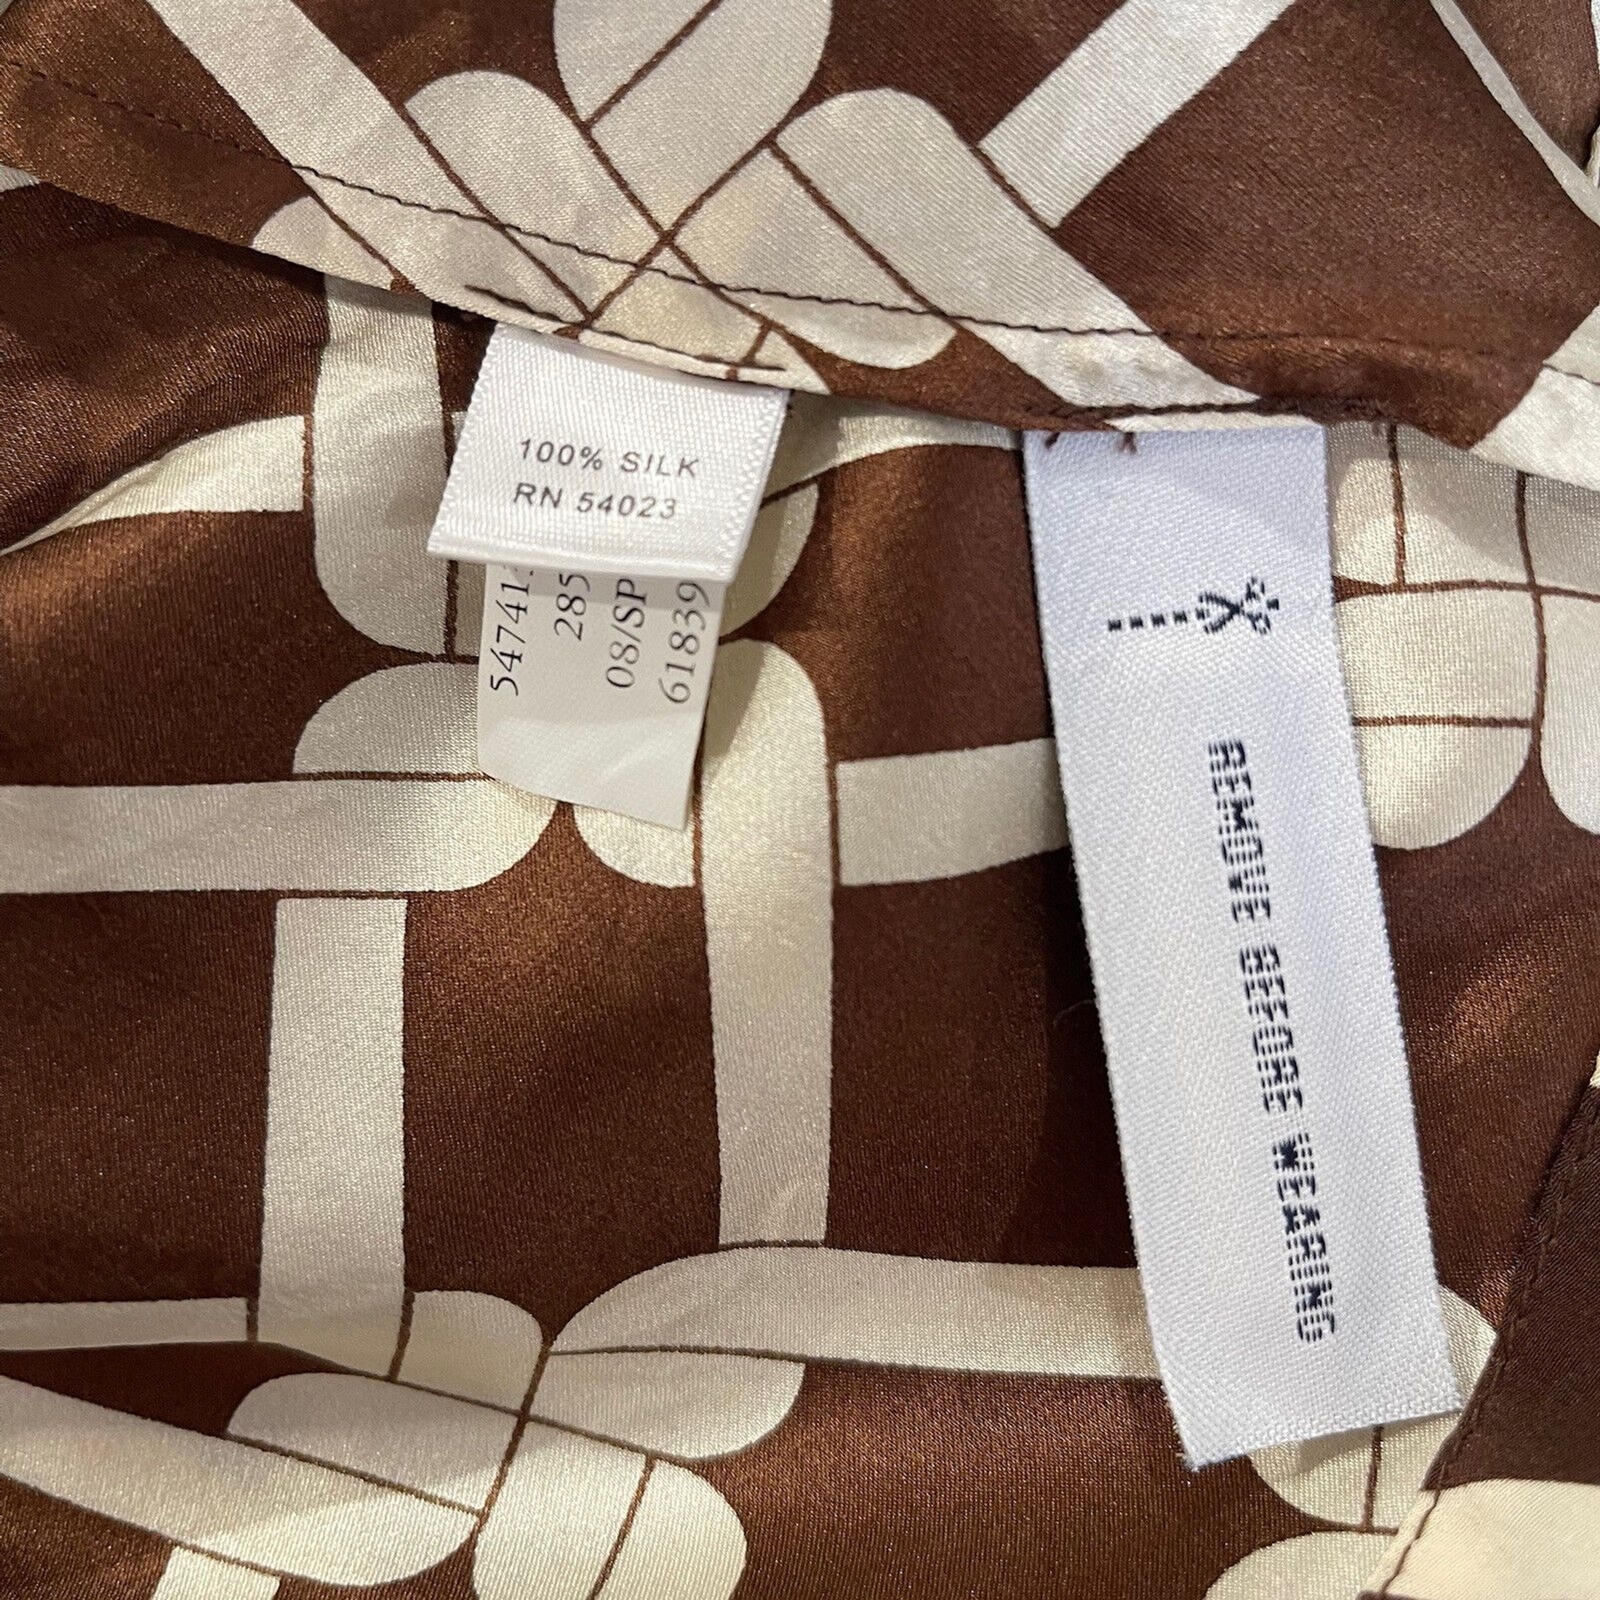 100% SILK
RN 54023
285
08/SP
61839
REMOVE BEFORE WEARING